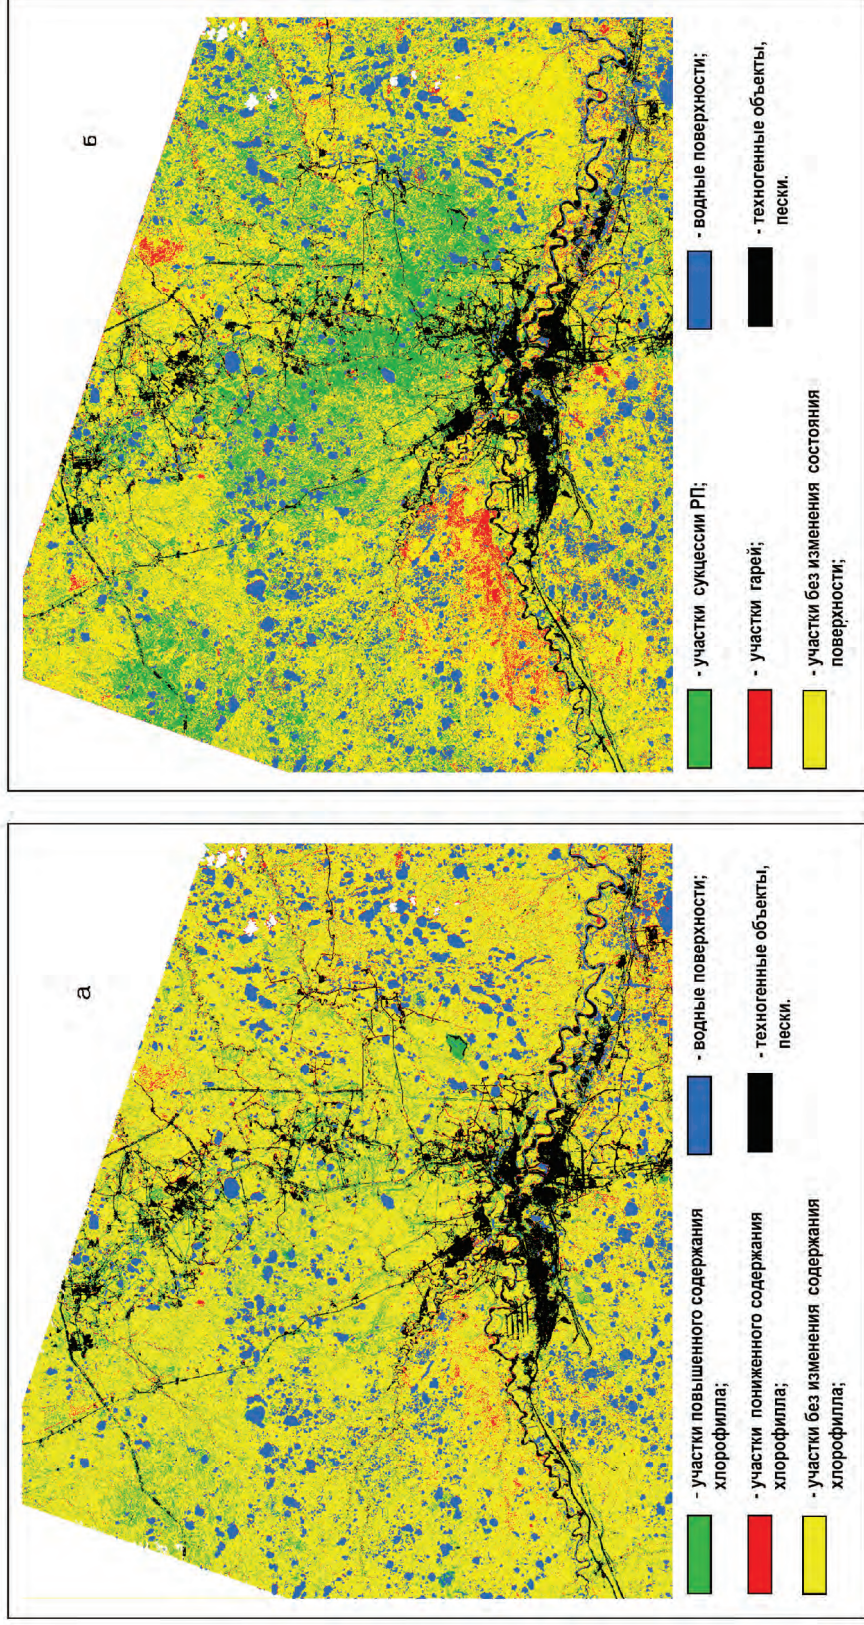 а
– участки повышенного содержания
хлорофилла;
- участки пониженного содержания
хлорофилла;
- участки без изменения содержания
хлорофилла;
- водные поверхности;
- техногенные объекты,
пески.
б
- участки сукцессии РП;
- участки гарей;
- участки без изменения состояния
поверхности;
- водные поверхности;
- техногенные объекты,
пески.